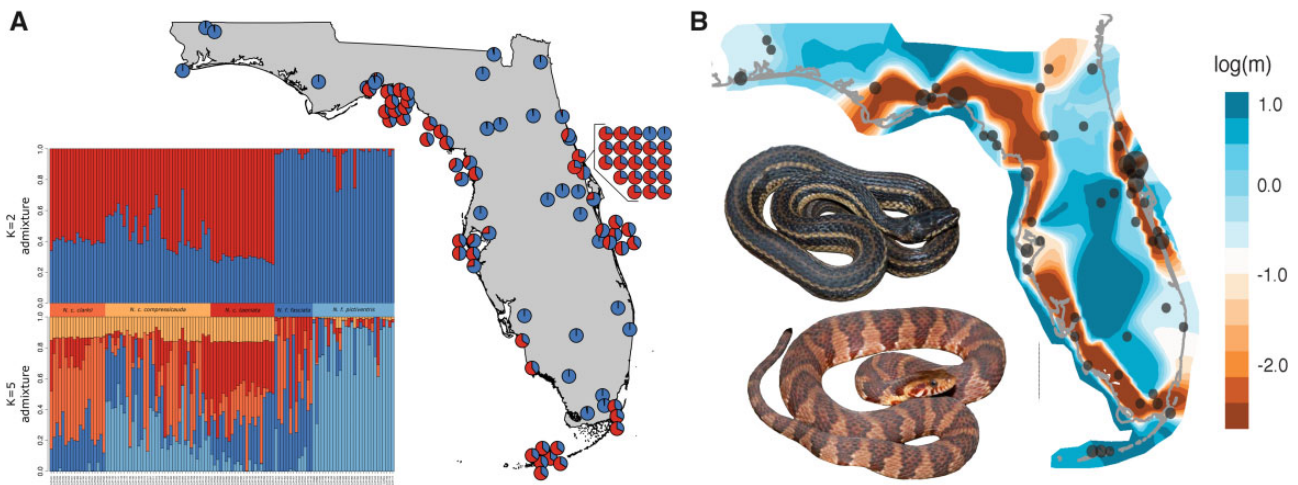 A
B
log(m)
1.0
0.0
-1.0
-2.0
K=2
admixture
1.0
0.8
0.6
0.4
0.2
0.0
N. c. clarkii
N. c. compressicauda
N. c. taeniata
N. f. fasciata
N. f. pictiventris
K=5
admixture
1.0
0.8
0.6
0.4
0.2
0.0